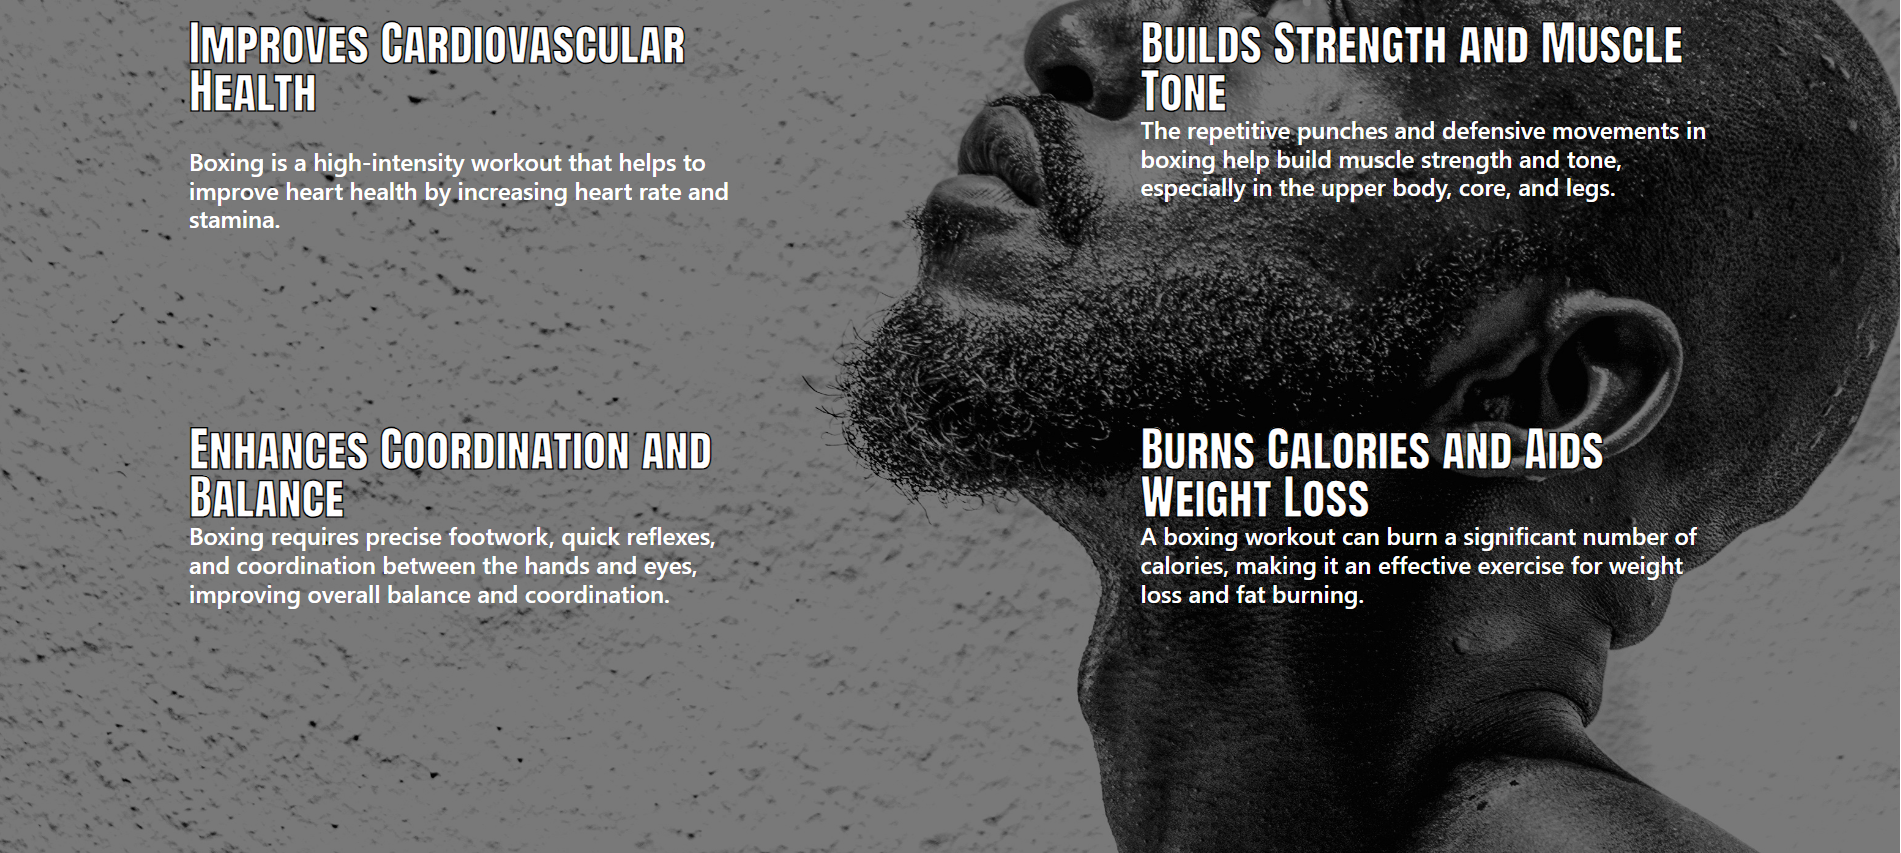 Improves Cardiovascular
Health
Boxing is a high-intensity workout that helps to
improve heart health by increasing heart rate and
stamina.
Builds Strength and Muscle
Tone
The repetitive punches and defensive movements in
boxing help build muscle strength and tone,
especially in the upper body, core, and legs.
Enhances Coordination and
Balance
Boxing requires precise footwork, quick reflexes,
and coordination between the hands and eyes,
improving overall balance and coordination.
Burns Calories and Aids
Weight Loss
A boxing workout can burn a significant number of
calories, making it an effective exercise for weight
loss and fat burning.